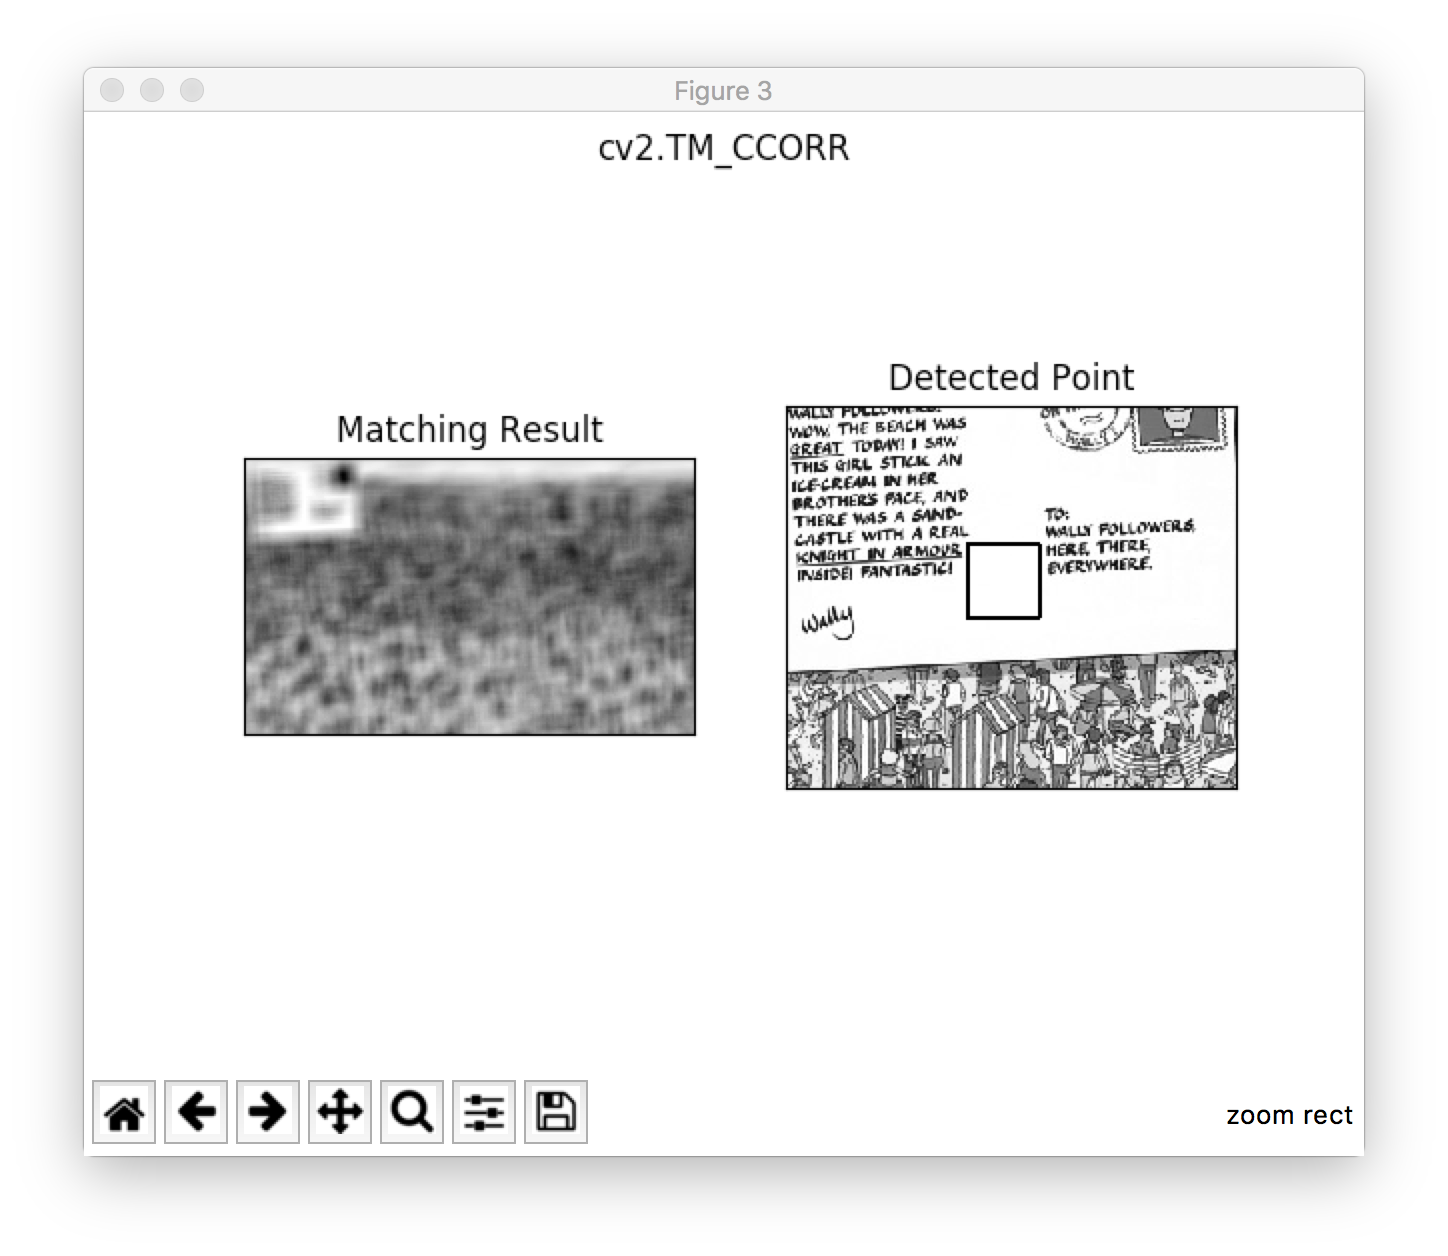 Figure 3
cv2.TM_CCORR
Matching Result
Detected Point
WALLY FOLLOWERS,
WOW, THE BEACH WAS
GREAT TODAY! I SAW
THIS GIRL STICK AN
ICE-CREAM IN HER
BROTHER'S FACE, AND
THERE WAS A SAND-
CASTLE WITH A REAL
KNIGHT IN ARMOUR
INSIDE! FANTASTIC!
Wally
TO:
WALLY FOLLOWERS,
HERE, THERE,
EVERYWHERE.
zoom rect